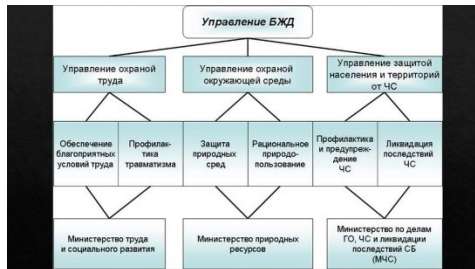 Управление БЖД
Управление охраной
труда
Управление охраной
окружающей среды
Управление защитой
населения и территорий
от ЧС
Обеспечение
благоприятных
условий труда
Профилак-
тика
травматизма
Защита
природных
сред
Рациональное
природо-
пользование
Профилактика
и предупреж-
дение
ЧС
Ликвидация
последствий
ЧС
Министерство труда
и социального развития
Министерство природных
ресурсов
Министерство по делам
ГО, ЧС и ликвидации
последствий СБ
(МЧС)